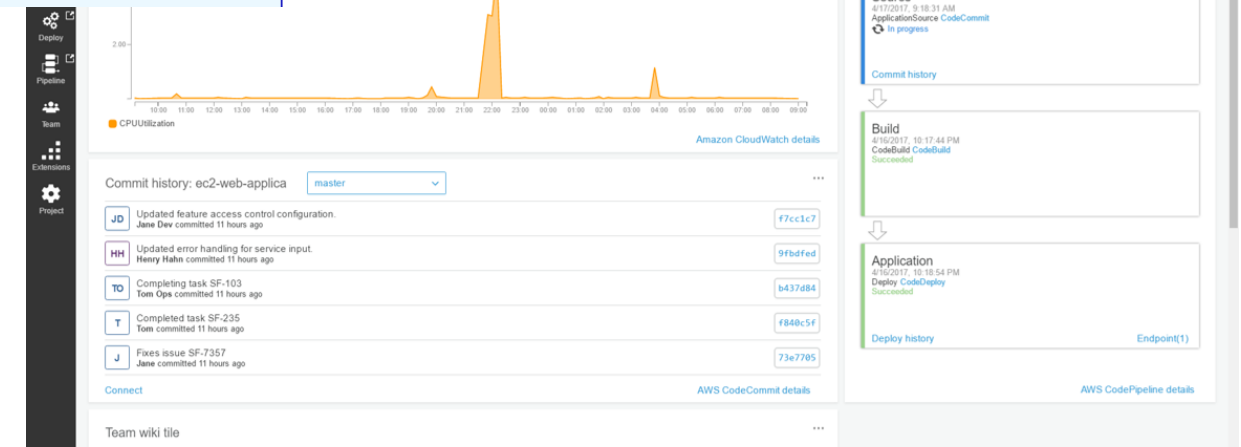 Deploy
Pipeline
Team
Extensions
Project
2.00
10:00 11:00 12:00 13:00 14:00 15:00 16:00 17:00 18:00 19:00 20:00 21:00 22:00 23:00 00:00 01:00 02:00 03:00 04:00 05:00 06:00 07:00 08:00 09:00
CPUUtilization
Amazon CloudWatch details
Commit history: ec2-web-applica
master
JD
Updated feature access control configuration.
Jane Dev committed 11 hours ago
f7cc1c7
HH
Updated error handling for service input.
Henry Hahn committed 11 hours ago
9fbdfed
TO
Completing task SF-103
Tom Ops committed 11 hours ago
b437d84
T
Completed task SF-235
Tom committed 11 hours ago
f840c5f
J
Fixes issue SF-7357
Jane committed 11 hours ago
73e7705
Connect
AWS CodeCommit details
Team wiki tile
4/17/2017, 9:18:31 AM
ApplicationSource CodeCommit
In progress
Commit history
Build
4/16/2017, 10:17:44 PM
CodeBuild CodeBuild
Succeeded
Application
4/16/2017, 10:18:54 PM
Deploy CodeDeploy
Succeeded
Deploy history
Endpoint(1)
AWS CodePipeline details